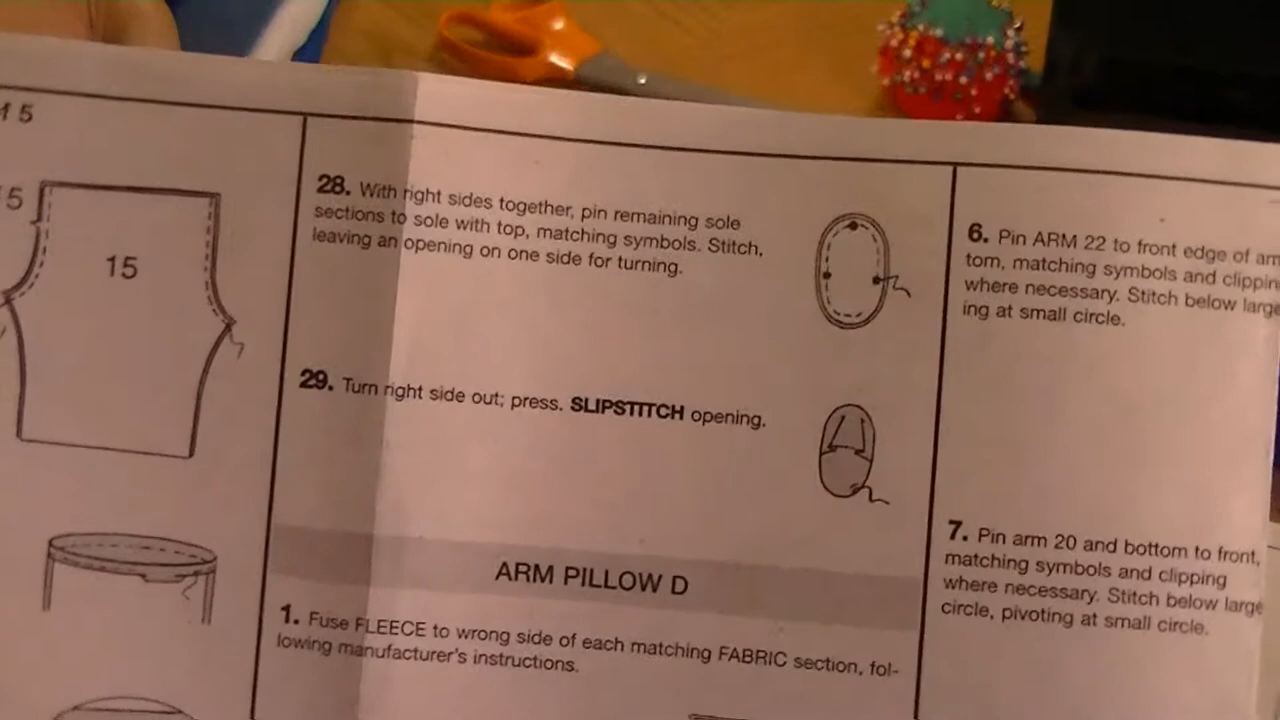 15
28. With right sides together, pin remaining sole
sections to sole with top, matching symbols. Stitch,
leaving an opening on one side for turning.
29. Turn right side out; press. SLIPSTITCH opening.
ARM PILLOW D
1. Fuse FLEECE to wrong side of each matching FABRIC section, fol-
lowing manufacturer's instructions.
6. Pin ARM 22 to front edge of
matching symbols and
where necessary. Stitch below
ing at small circle.
7. Pin arm 20 and bottom to front,
matching symbols and clipping
where necessary. Stitch below large
circle, pivoting at small circle.